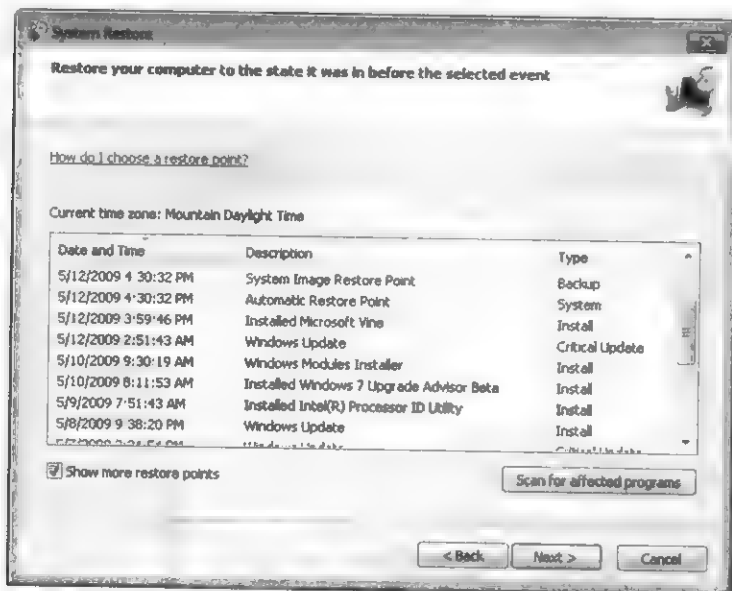 System Restore
Restore your computer to the state it was in before the selected event
How do I choose a restore point?
Current time zone: Mountain Daylight Time
Date and Time Description Type
5/12/2009 4:30:32 PM System Image Restore Point Backup
5/12/2009 4:30:32 PM Automatic Restore Point System
5/12/2009 3:59:46 PM Installed Microsoft Vine Install
5/12/2009 2:51:43 AM Windows Update Critical Update
5/10/2009 9:30:19 AM Windows Modules Installer Install
5/10/2009 8:11:53 AM Installed Windows 7 Upgrade Advisor Beta Install
5/9/2009 7:51:43 AM Installed Intel(R) Processor ID Utility Install
5/8/2009 9:38:20 PM Windows Update Install
Windows Update Critical Update
Show more restore points
Scan for affected programs
< Back Next > Cancel